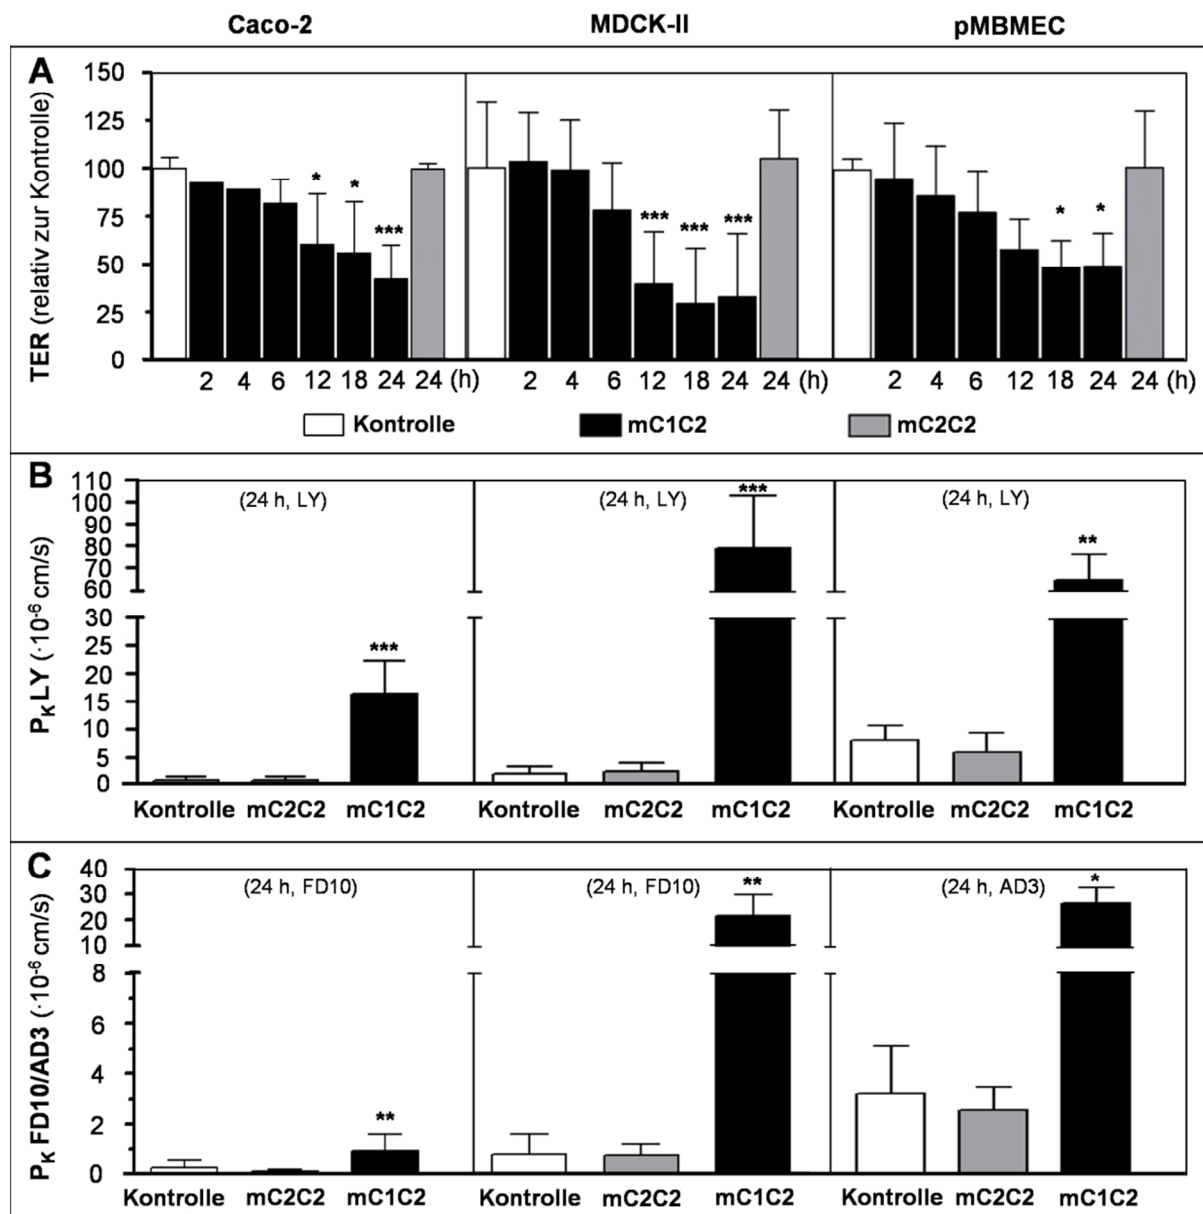 Caco-2 MDCK-II pMBMEC
A
TER (relativ zur Kontrolle)
150
125
100
75
50
25
0
* * ***
*** *** ***
* *
2 4 6 12 18 24 24 (h) 2 4 6 12 18 24 24 (h) 2 4 6 12 18 24 24 (h)
Kontrolle mC1C2 mC2C2
B
PK LY (·10-6 cm/s)
110
100
90
80
70
60
30
25
20
15
10
5
0
(24 h, LY) (24 h, LY) (24 h, LY)
*** *** **
Kontrolle mC2C2 mC1C2 Kontrolle mC2C2 mC1C2 Kontrolle mC2C2 mC1C2
C
PK FD10/AD3 (·10-6 cm/s)
40
30
20
10
8
6
4
2
0
(24 h, FD10) (24 h, FD10) (24 h, AD3)
** ** *
Kontrolle mC2C2 mC1C2 Kontrolle mC2C2 mC1C2 Kontrolle mC2C2 mC1C2